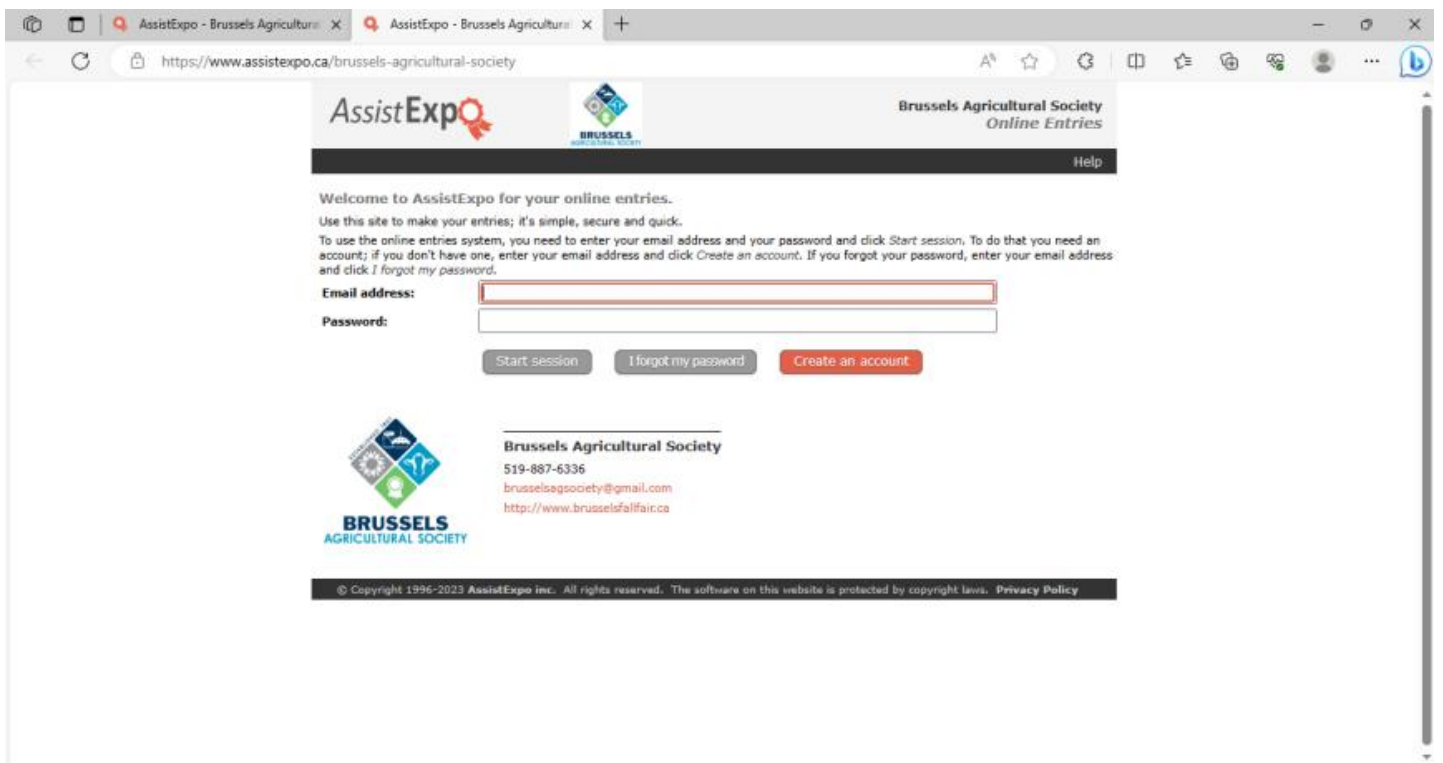 AssistExpo - Brussels Agricultur
AssistExpo - Brussels Agricultur
https://www.assistexpo.ca/brussels-agricultural-society
AssistExpo
BRUSSELS
AGRICULTURAL SOCIETY
Brussels Agricultural Society
Online Entries
Help
Welcome to AssistExpo for your online entries.
Use this site to make your entries; it's simple, secure and quick.
To use the online entries system, you need to enter your email address and your password and click Start session. To do that you need an
account; if you don't have one, enter your email address and click Create an account. If you forgot your password, enter your email address
and click I forgot my password.
Email address:
Password:
Start session
I forgot my password
Create an account
BRUSSELS
AGRICULTURAL SOCIETY
Brussels Agricultural Society
519-887-6336
brusselsagsociety@gmail.com
http://www.brusselsfallfair.ca
© Copyright 1996-2023 AssistExpo inc. All rights reserved. The software on this website is protected by copyright laws. Privacy Policy